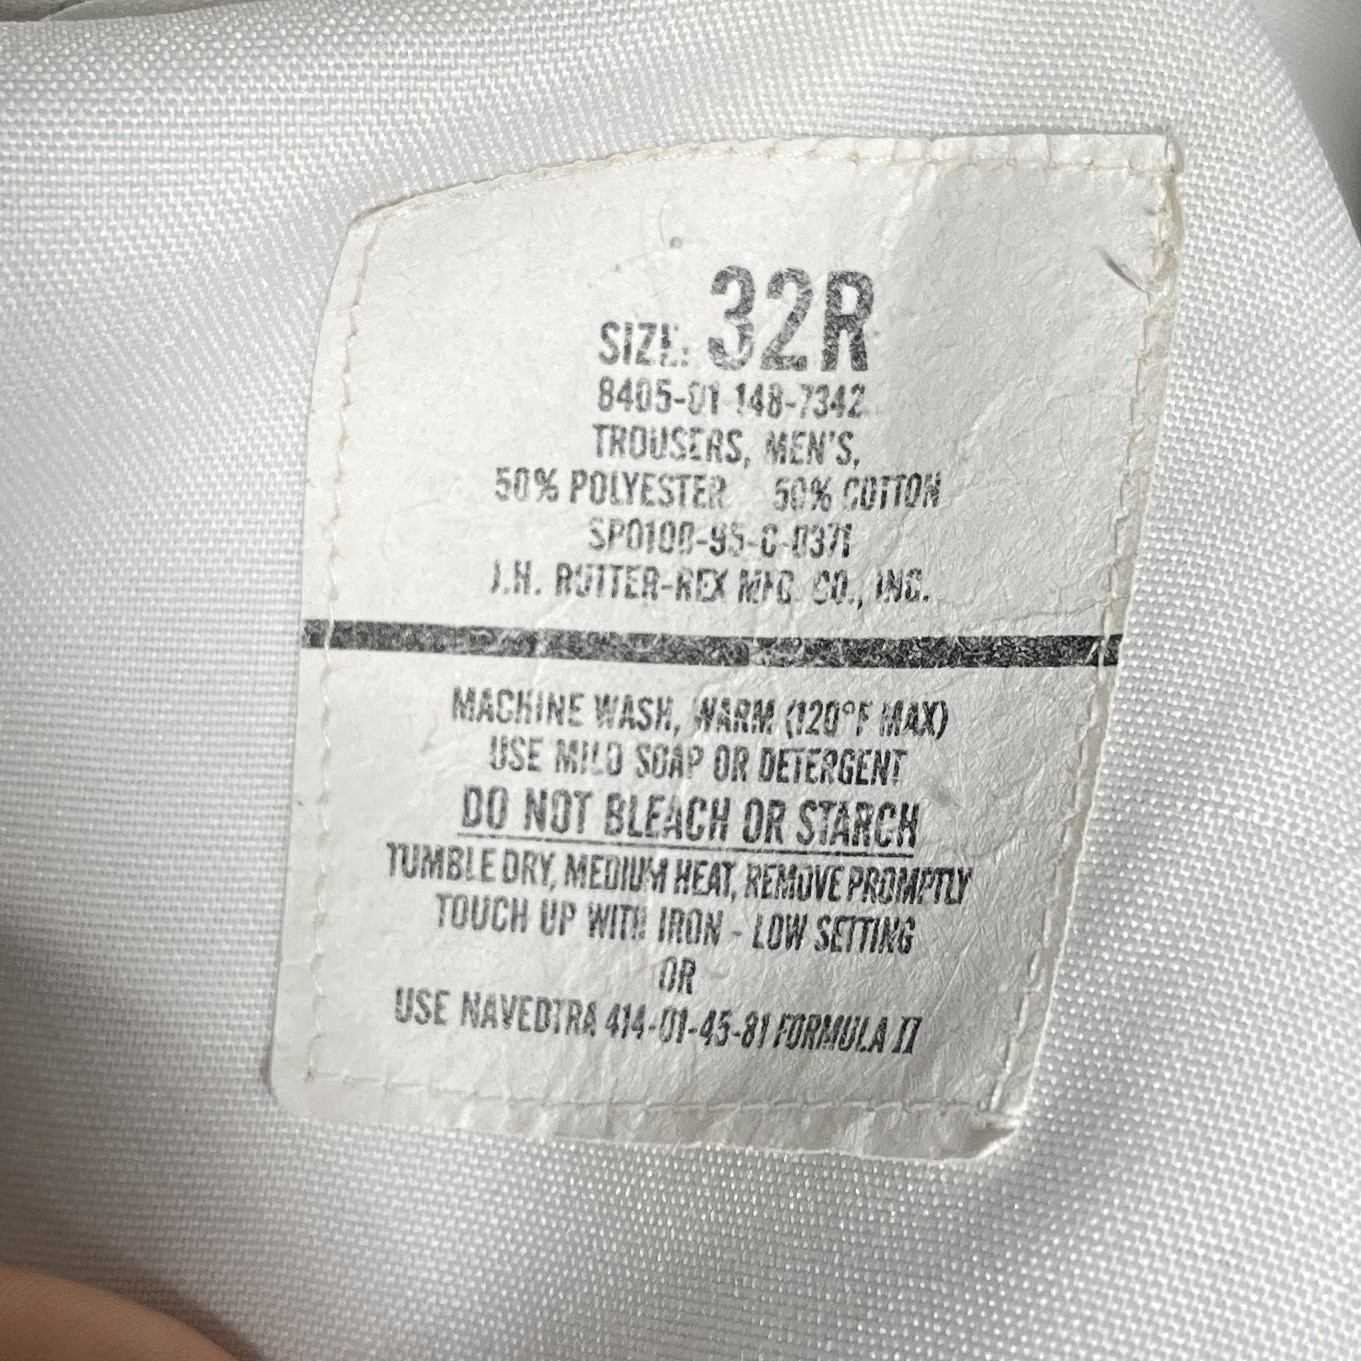 SIZE: 32R
8405-01-148-7342
TROUSERS, MEN'S,
50% POLYESTER 50% COTTON
SP0100-95-C-0371
J.H. RUTTER-REX MFG. CO., INC.
MACHINE WASH, WARM (120°F MAX)
USE MILD SOAP OR DETERGENT
DO NOT BLEACH OR STARCH
TUMBLE DRY, MEDIUM HEAT, REMOVE PROMPTLY
TOUCH UP WITH IRON - LOW SETTING
OR
USE NAVEDTRA 414-01-45-81 FORMULA II